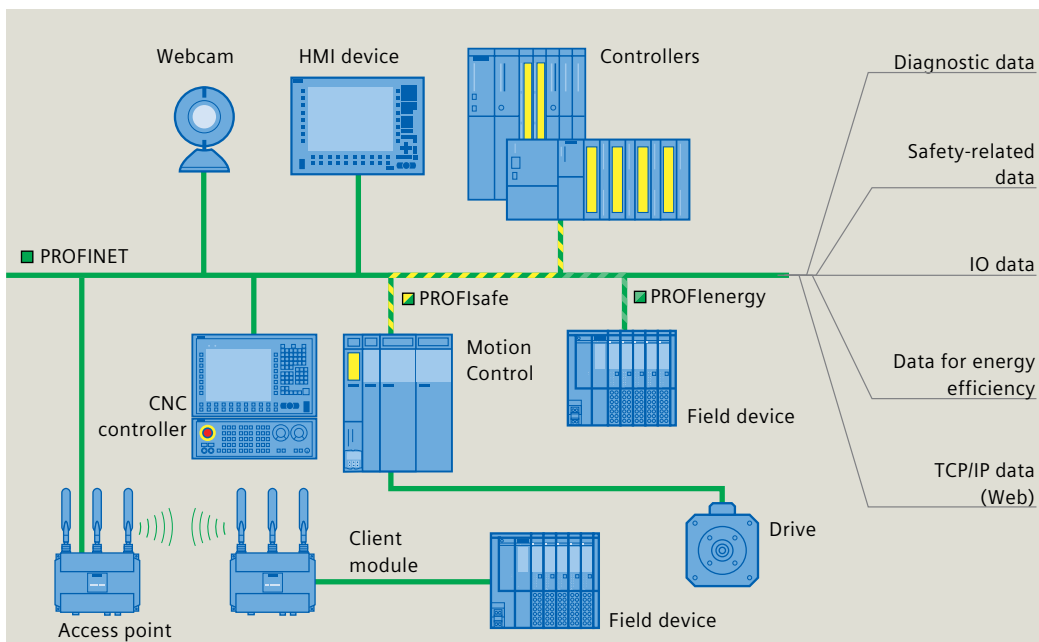 Webcam
HMI device
Controllers
Diagnostic data
Safety-related
data
PROFINET
IO data
PROFIsafe
PROFIenergy
Motion
Control
Data for energy
efficiency
CNC
controller
Field device
TCP/IP data
(Web)
Client
module
Drive
Access point
Field device